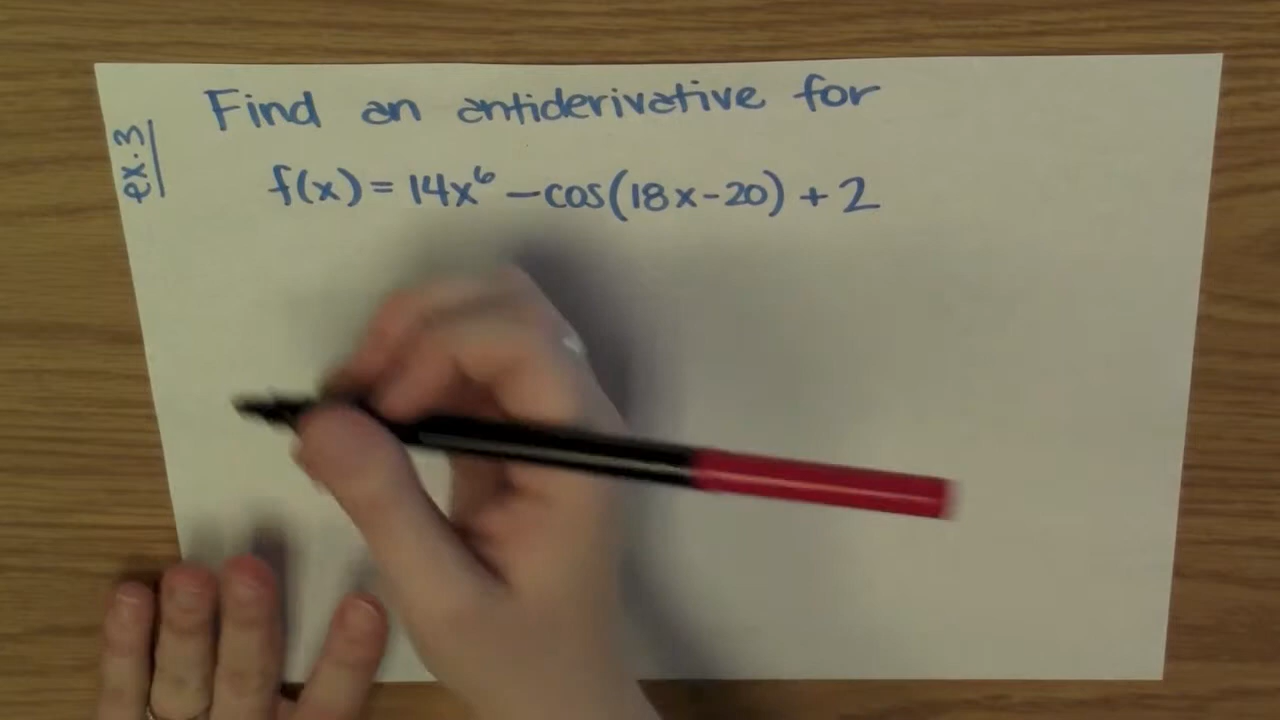 ex. 3
Find an antiderivative for
f(x) = 14x⁶ - cos(18x-20) + 2